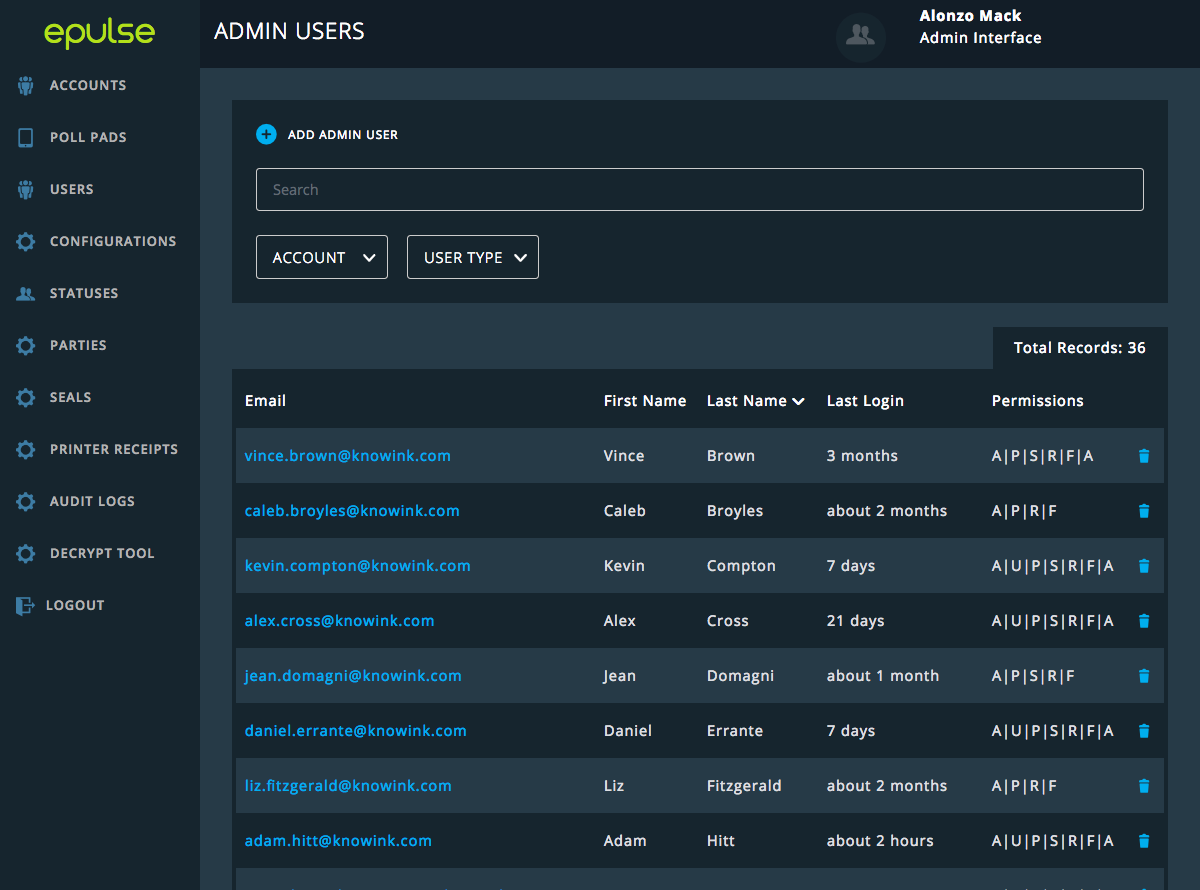 epulse
ADMIN USERS
Alonzo Mack
Admin Interface
ACCOUNTS
POLL PADS
USERS
CONFIGURATIONS
STATUSES
PARTIES
SEALS
PRINTER RECEIPTS
AUDIT LOGS
DECRYPT TOOL
LOGOUT
ADD ADMIN USER
Search
ACCOUNT USER TYPE
Total Records: 36
Email First Name Last Name Last Login Permissions
vince.brown@knowink.com Vince Brown 3 months A|P|S|R|F|A
caleb.broyles@knowink.com Caleb Broyles about 2 months A|P|R|F
kevin.compton@knowink.com Kevin Compton 7 days A|U|P|S|R|F|A
alex.cross@knowink.com Alex Cross 21 days A|U|P|S|R|F|A
jean.domagni@knowink.com Jean Domagni about 1 month A|P|S|R|F
daniel.errante@knowink.com Daniel Errante 7 days A|U|P|S|R|F|A
liz.fitzgerald@knowink.com Liz Fitzgerald about 2 months A|P|R|F
adam.hitt@knowink.com Adam Hitt about 2 hours A|U|P|S|R|F|A